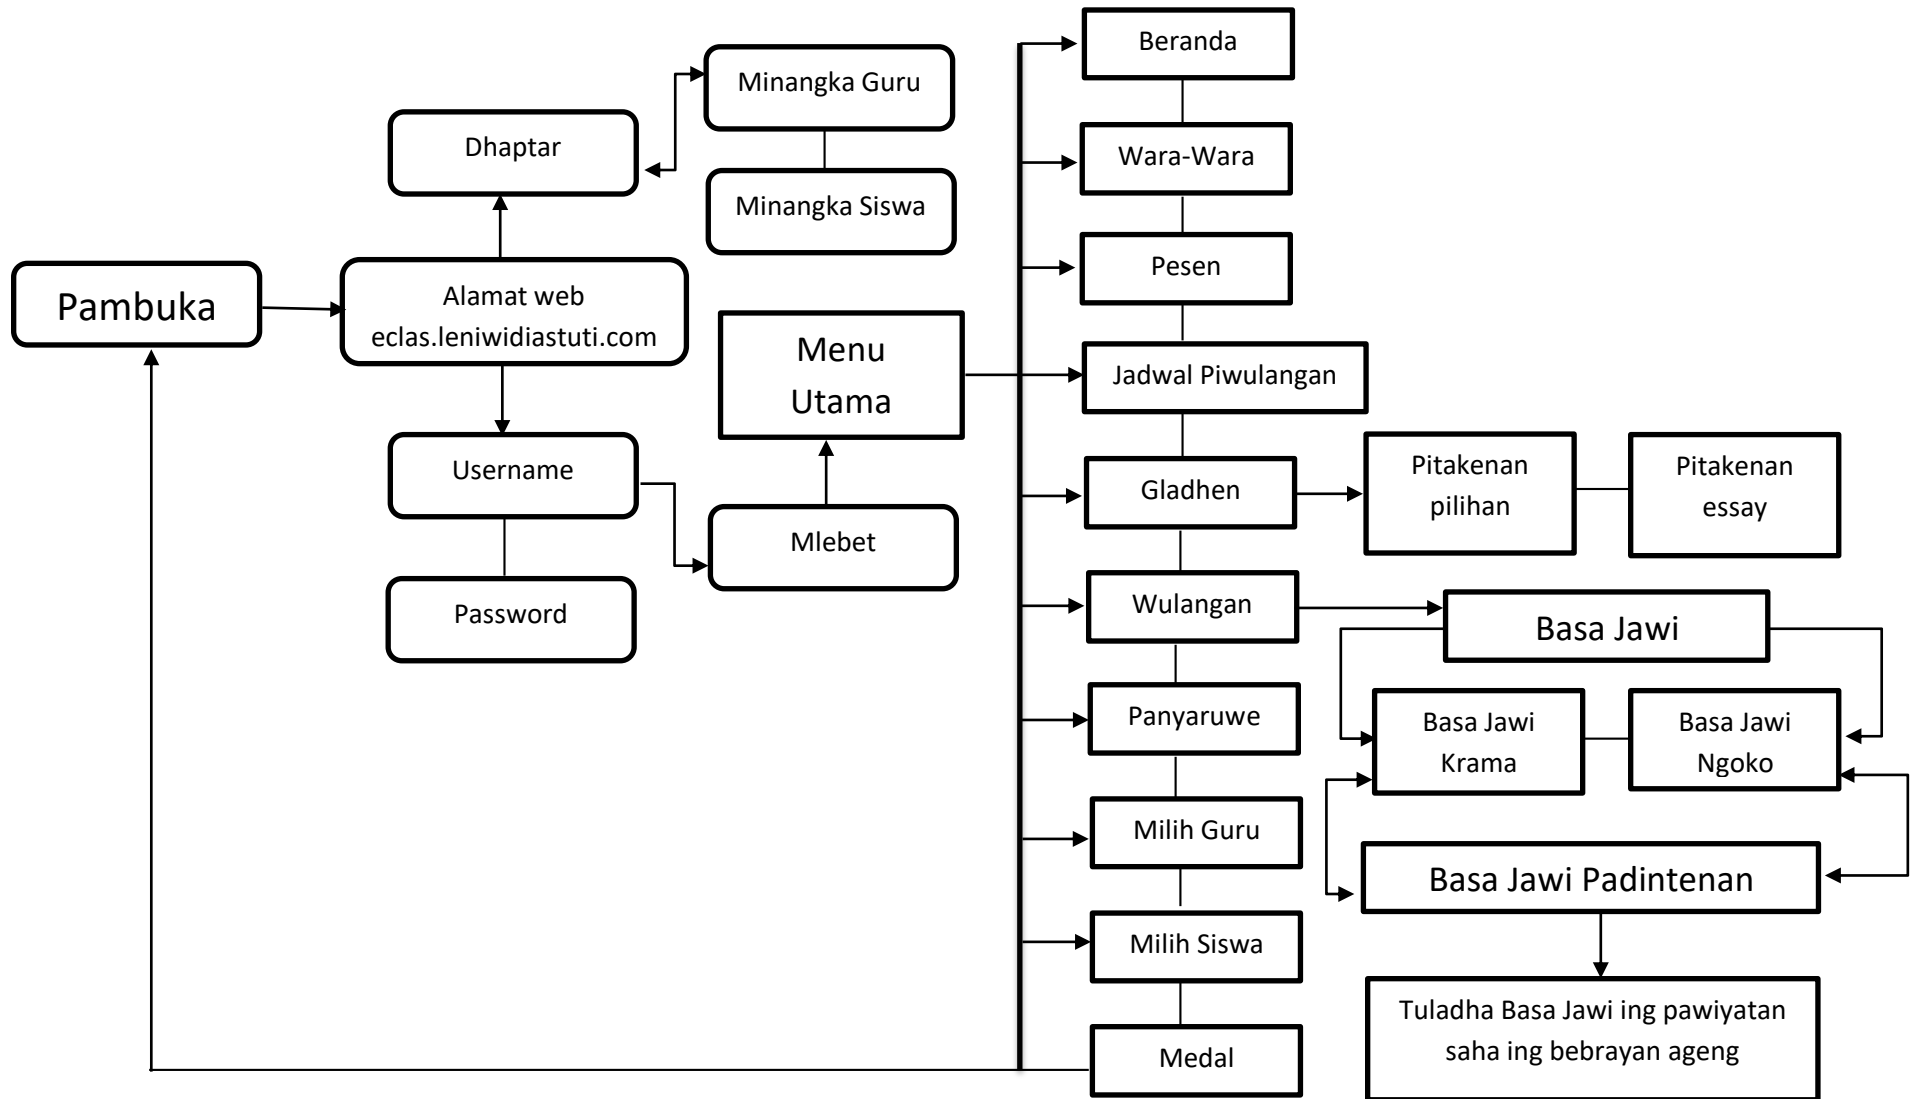 Pambuka
Alamat web
eclas.leniwidiastuti.com
Dhaptar
Minangka Guru
Minangka Siswa
Username
Password
Mlebet
Menu
Utama
Beranda
Wara-Wara
Pesen
Jadwal Piwulangan
Gladhen
Pitakenan
pilihan
Pitakenan
essay
Wulangan
Basa Jawi
Basa Jawi
Krama
Basa Jawi
Ngoko
Basa Jawi Padintenan
Tuladha Basa Jawi ing pawiyatan
saha ing bebrayan ageng
Panyaruwe
Milih Guru
Milih Siswa
Medal